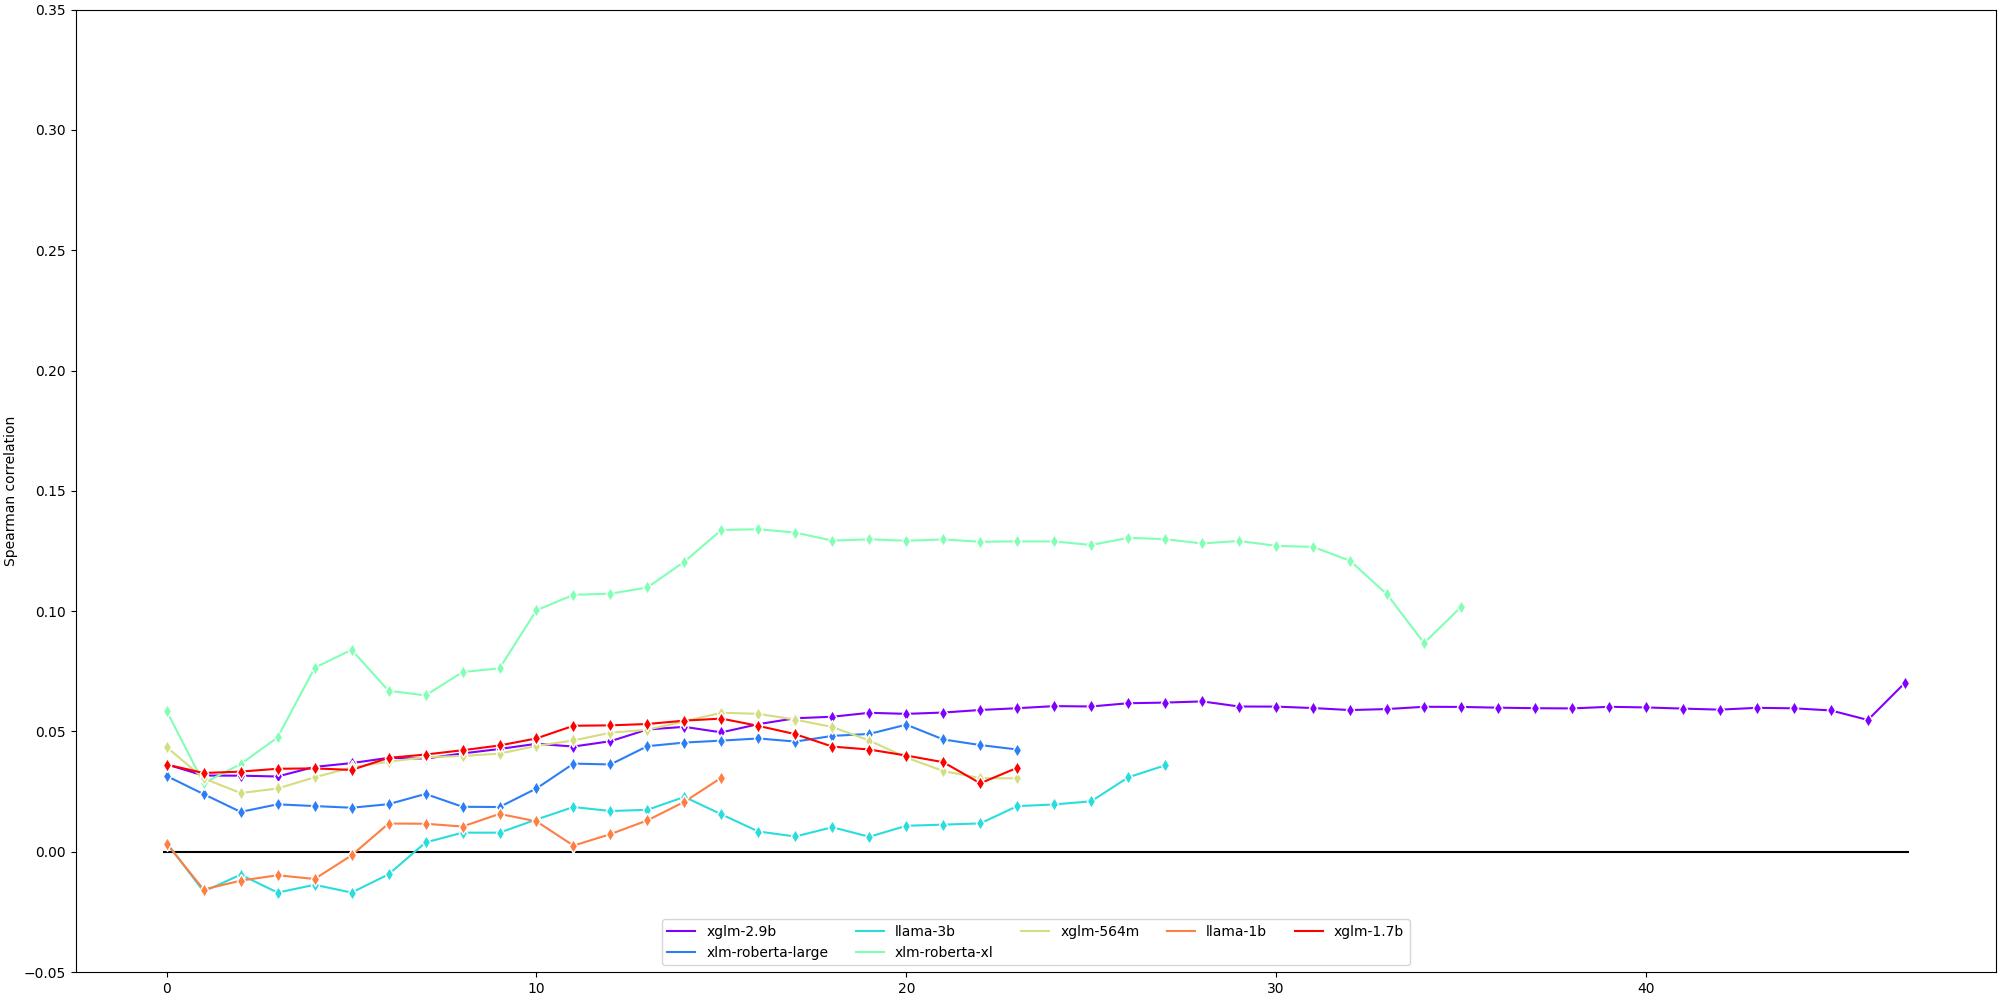 0.35
0.30
0.25
0.20
0.15
0.10
0.05
0.00
−0.05
Spearman correlation
0 10 20 30 40
xglm-2.9b llama-3b xglm-564m llama-1b xglm-1.7b
xlm-roberta-large xlm-roberta-xl